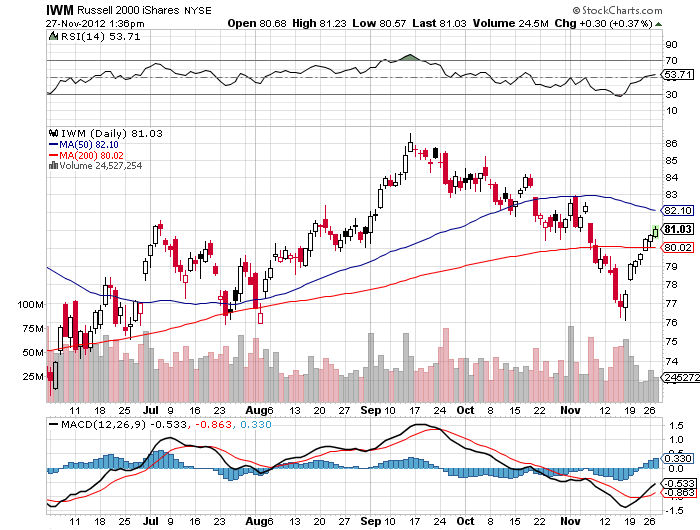 IWM Russell 2000 iShares NYSE
© StockCharts.com
27-Nov-2012 1:36pm
Open 80.68 High 81.23 Low 80.57 Last 81.03 Volume 24.5M Chg +0.30 (+0.37%)
RSI(14) 53.71
90
70
53.71
50
30
10
IWM (Daily) 81.03
MA(50) 82.10
MA(200) 80.02
Volume 24,527,254
86
85
84
83
82.10
82
81.03
80.02
79
78
77
76
75
74
73
100M
75M
50M
25M
24527254
11 18 25 Jul 9 16 23 Aug 6 13 20 27 Sep 10 17 24 Oct 8 15 22 Nov 12 19 26
MACD(12,26,9) -0.533, -0.863, 0.330
1.5
1.0
0.5
0.330
0.0
-0.533
-0.863
-1.5
11 18 25 Jul 9 16 23 Aug 6 13 20 27 Sep 10 17 24 Oct 8 15 22 Nov 12 19 26